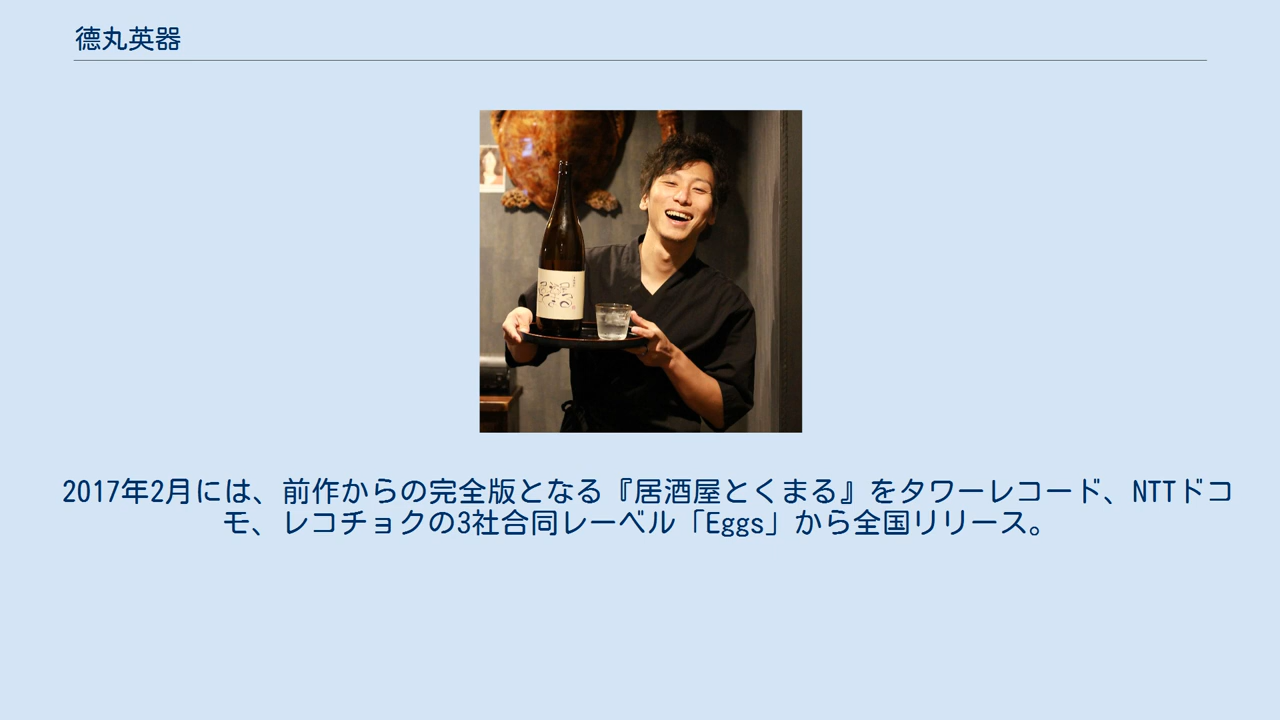 德丸英器
2017年2月には、前作からの完全版となる『居酒屋とくまる』をタワーレコード、NTTドコ
モ、レコチョクの3社合同レーベル「Eggs」から全国リリース。